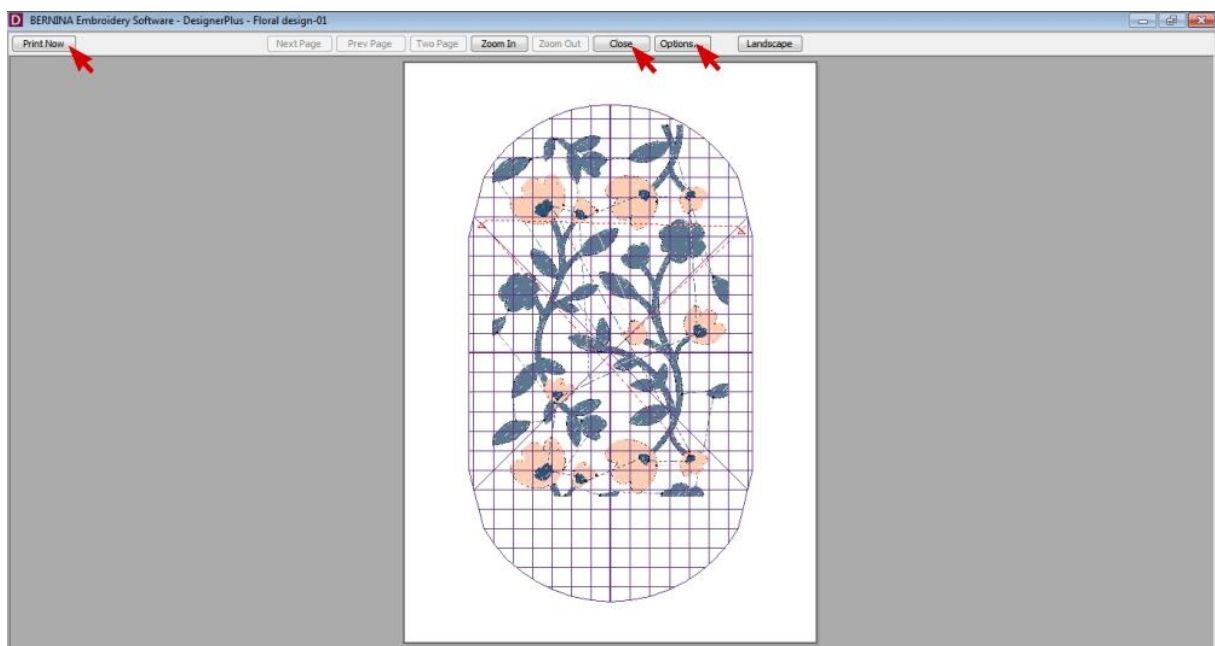 D BERNINA Embroidery Software - DesignerPlus - Floral design-01
Print Now Next Page Prev Page Two Page Zoom In Zoom Out Close Options... Landscape